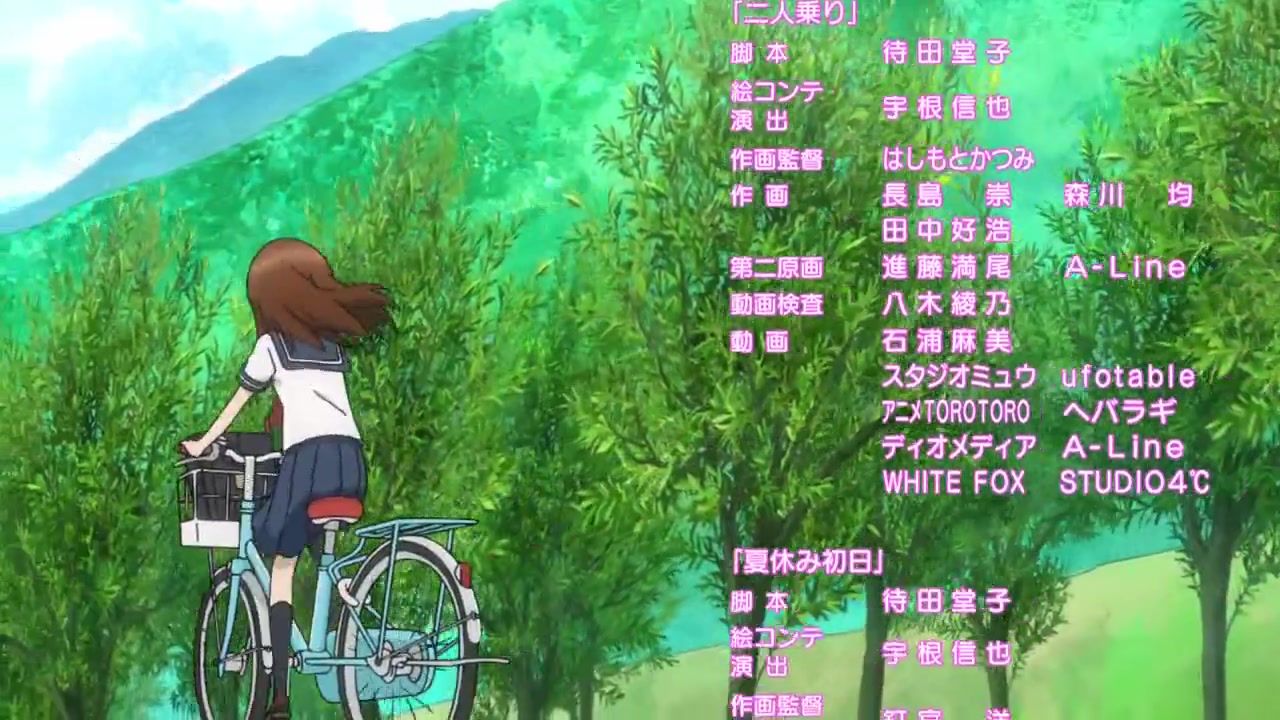 「二人乗り」
脚本 待田堂子
絵コンテ
演出 宇根信也
作画監督 はしもとかつみ
作画 長島 崇 森川 均
田中好浩
第二原画 進藤満尾 A-Line
動画検査 八木綾乃
動画 石浦麻美
スタジオミュウ ufotable
アニメTOROTORO ヘバラギ
ディオメディア A-Line
WHITE FOX STUDIO4℃
「夏休み初日」
脚本 待田堂子
絵コンテ
演出 宇根信也
作画監督